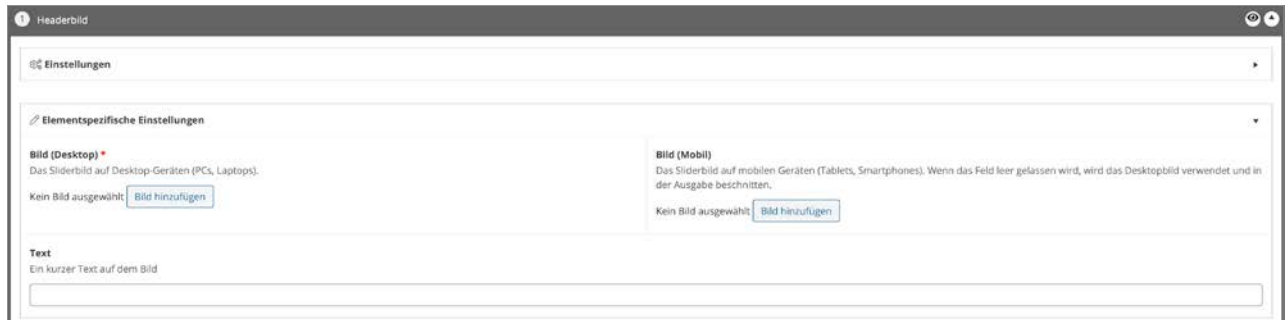 1 Headerbild
Einstellungen
Elementspezifische Einstellungen
Bild (Desktop) *
Das Sliderbild auf Desktop-Geräten (PCs, Laptops).
Kein Bild ausgewählt Bild hinzufügen
Bild (Mobil)
Das Sliderbild auf mobilen Geräten (Tablets, Smartphones). Wenn das Feld leer gelassen wird, wird das Desktopbild verwendet und in
der Ausgabe beschnitten.
Kein Bild ausgewählt Bild hinzufügen
Text
Ein kurzer Text auf dem Bild